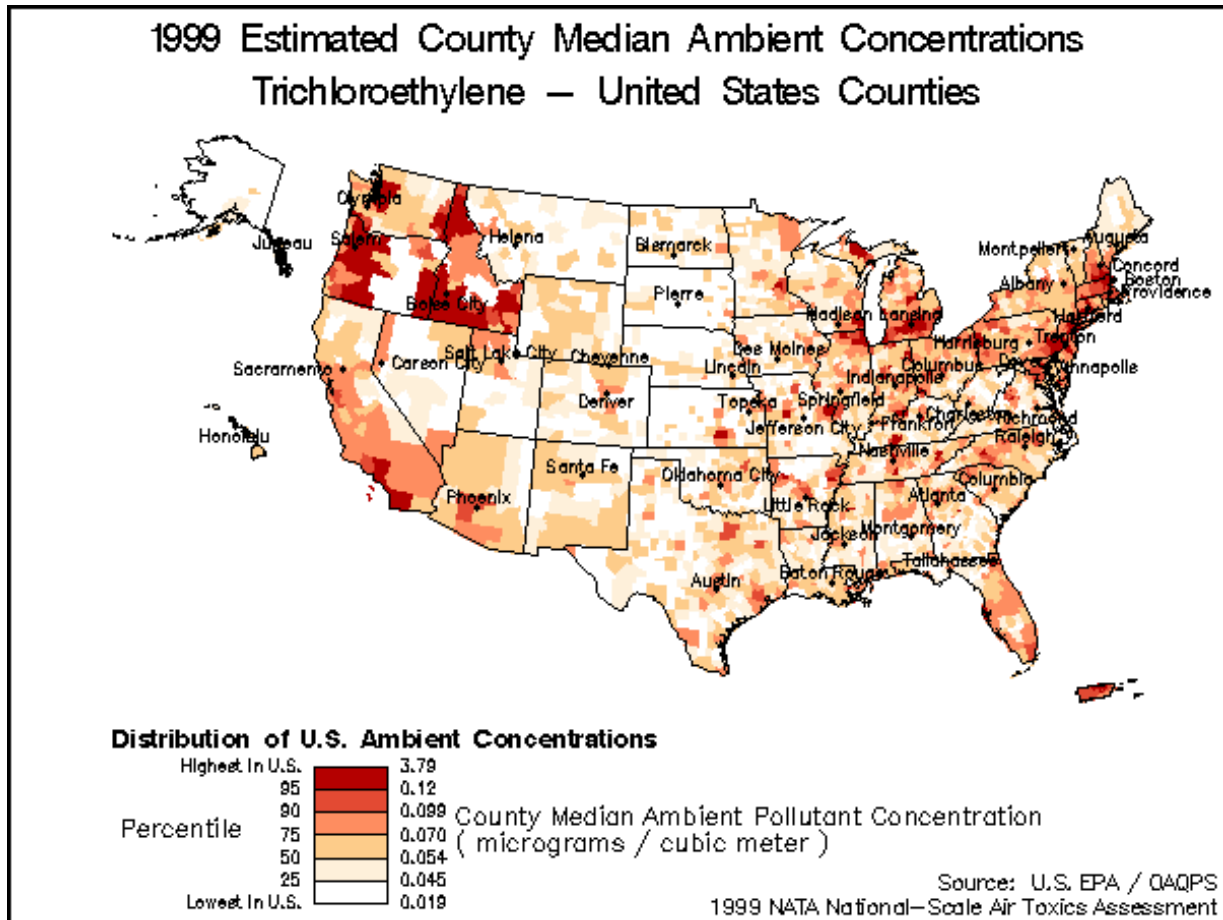 1999 Estimated County Median Ambient Concentrations
Trichloroethylene — United States Counties
Olympia
Juneau
Salem
Helena
Bismarck
Montpelier
Augusta
Concord
Boston
Albany
Providence
Hartford
Boise City
Pierre
Madison
Lansing
Harrisburg
Trenton
Salt Lake City
Cheyenne
Des Moines
Lincoln
Columbus
Annapolis
Sacramento
Carson City
Indianapolis
Denver
Topeka
Springfield
Charleston
Richmond
Honolulu
Jefferson City
Frankfort
Raleigh
Santa Fe
Oklahoma City
Nashville
Columbia
Phoenix
Little Rock
Atlanta
Jackson
Montgomery
Tallahassee
Austin
Baton Rouge
Distribution of U.S. Ambient Concentrations
Highest in U.S. 3.79
95 0.12
90 0.099
75 0.070
50 0.054
25 0.045
Lowest in U.S. 0.019
Percentile
County Median Ambient Pollutant Concentration
( micrograms / cubic meter )
Source: U.S. EPA / OAQPS
1999 NATA National–Scale Air Toxics Assessment